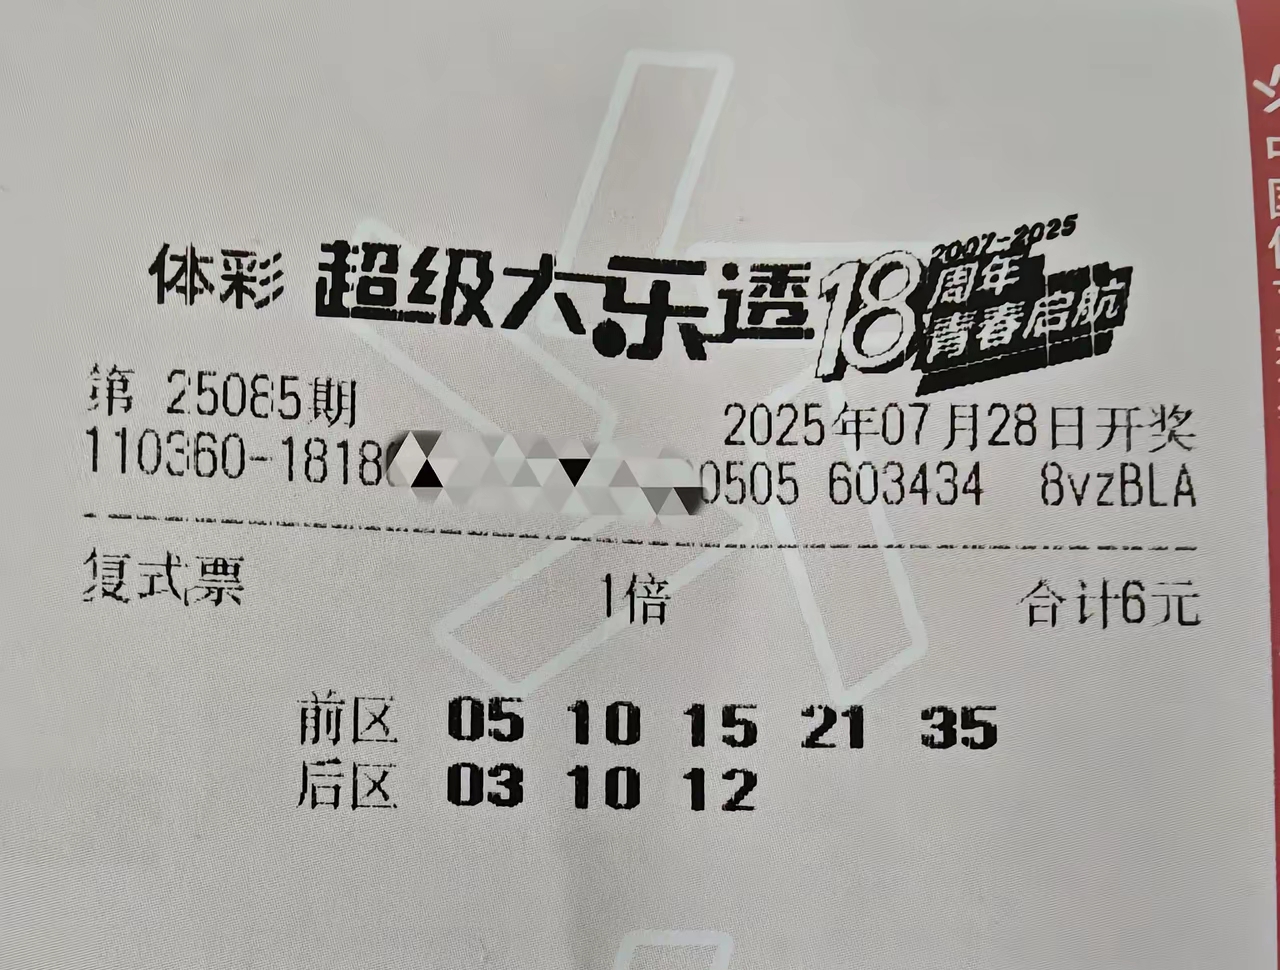 体彩 超级大乐透 18 2007-2025 周年 青春启航
第 25085期 2025年07月28日开奖
110360-1818 0505 603434 8vzBLA
复式票 1倍 合计6元
前区 05 10 15 21 35
后区 03 10 12
中国